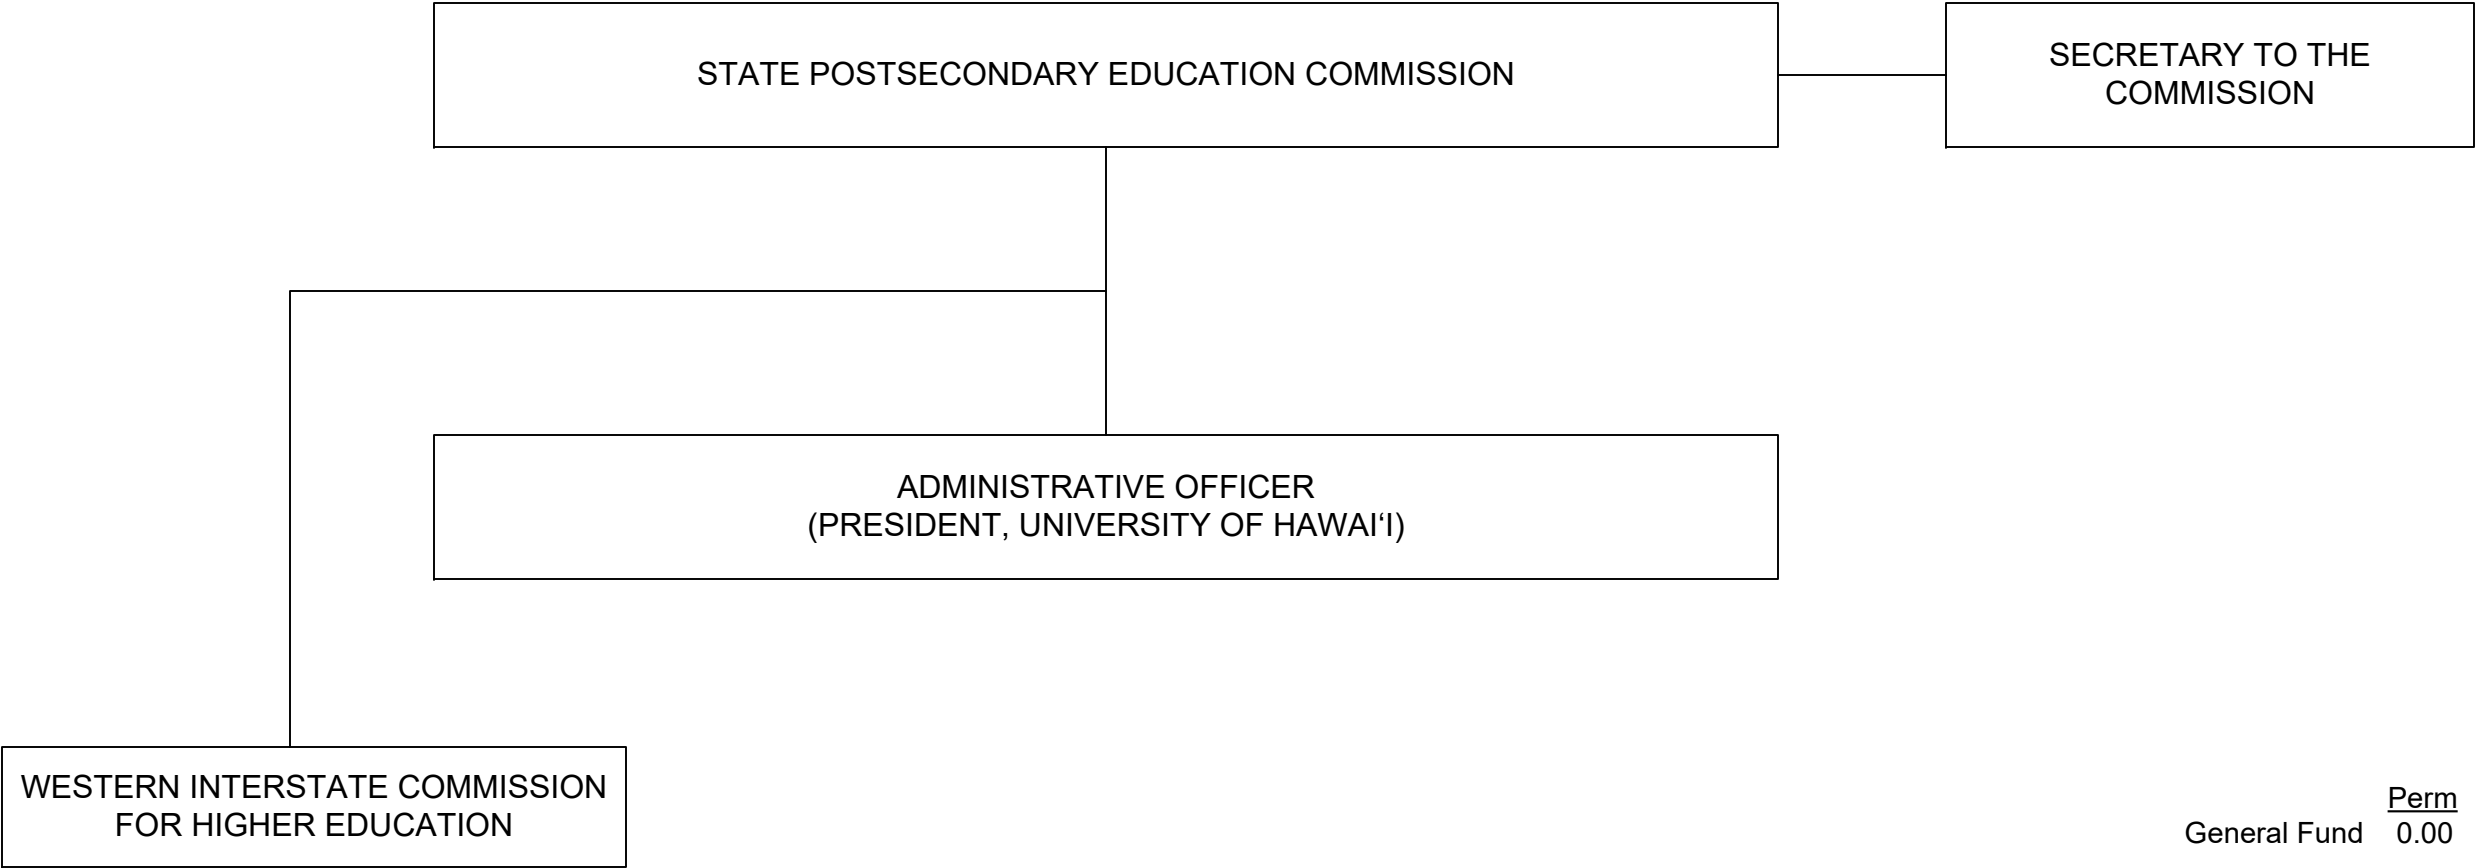 STATE POSTSECONDARY EDUCATION COMMISSION
SECRETARY TO THE
COMMISSION
ADMINISTRATIVE OFFICER
(PRESIDENT, UNIVERSITY OF HAWAI‘I)
WESTERN INTERSTATE COMMISSION
FOR HIGHER EDUCATION
Perm
General Fund 0.00